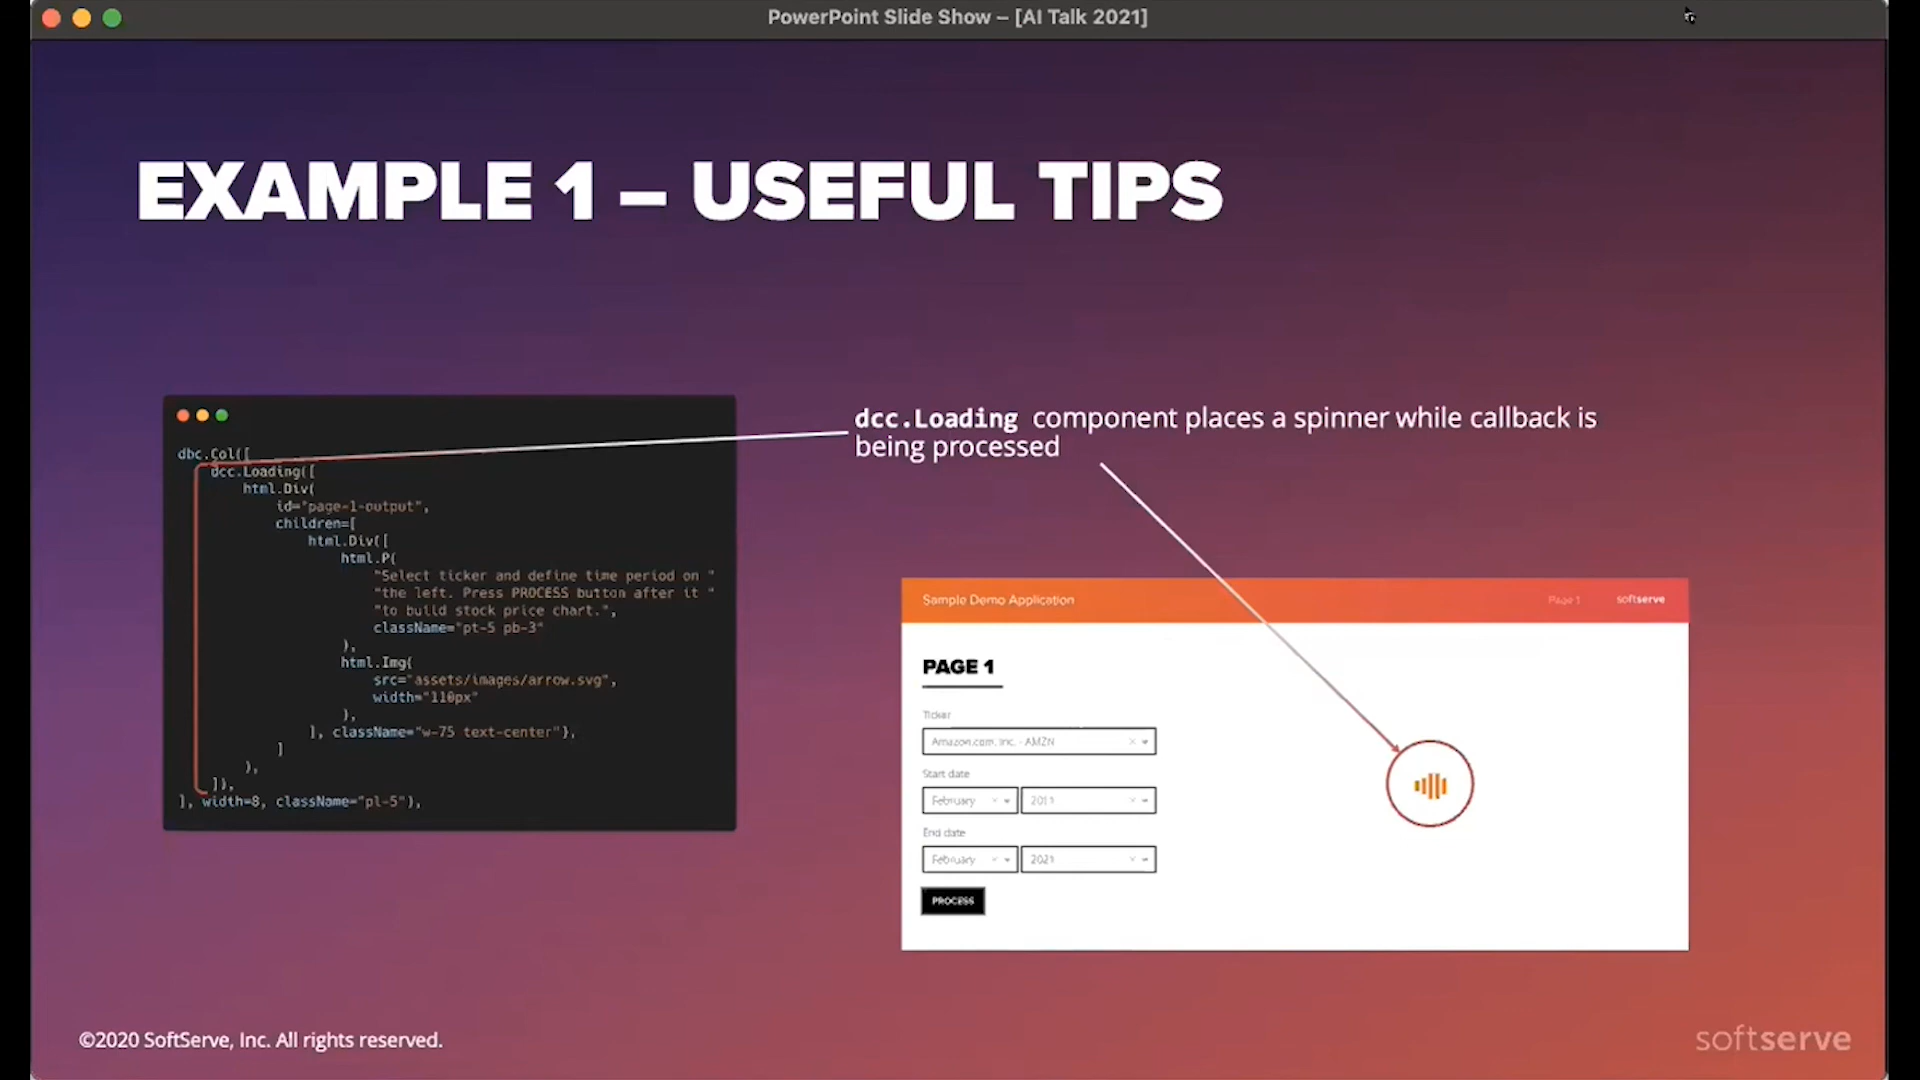 PowerPoint Slide Show – [AI Talk 2021]
EXAMPLE 1 – USEFUL TIPS
dbc.Col([
dcc.Loading([
html.Div(
id="page-1-output",
children=[
html.Div([
html.P(
"Select ticker and define time period on "
"the left. Press PROCESS button after it "
"to build stock price chart.",
className="pt-5 pb-3"
),
html.Img(
src="assets/images/arrow.svg",
width="110px"
),
], className="w-75 text-center"),
]
),
]),
], width=8, className="pl-5"),
dcc.Loading component places a spinner while callback is
being processed
Sample Demo Application
Page 1
softserve
PAGE 1
Ticker
Amazon.com, Inc. - AMZN
Start date
February
2011
End date
February
2021
PROCESS
©2020 SoftServe, Inc. All rights reserved.
softserve